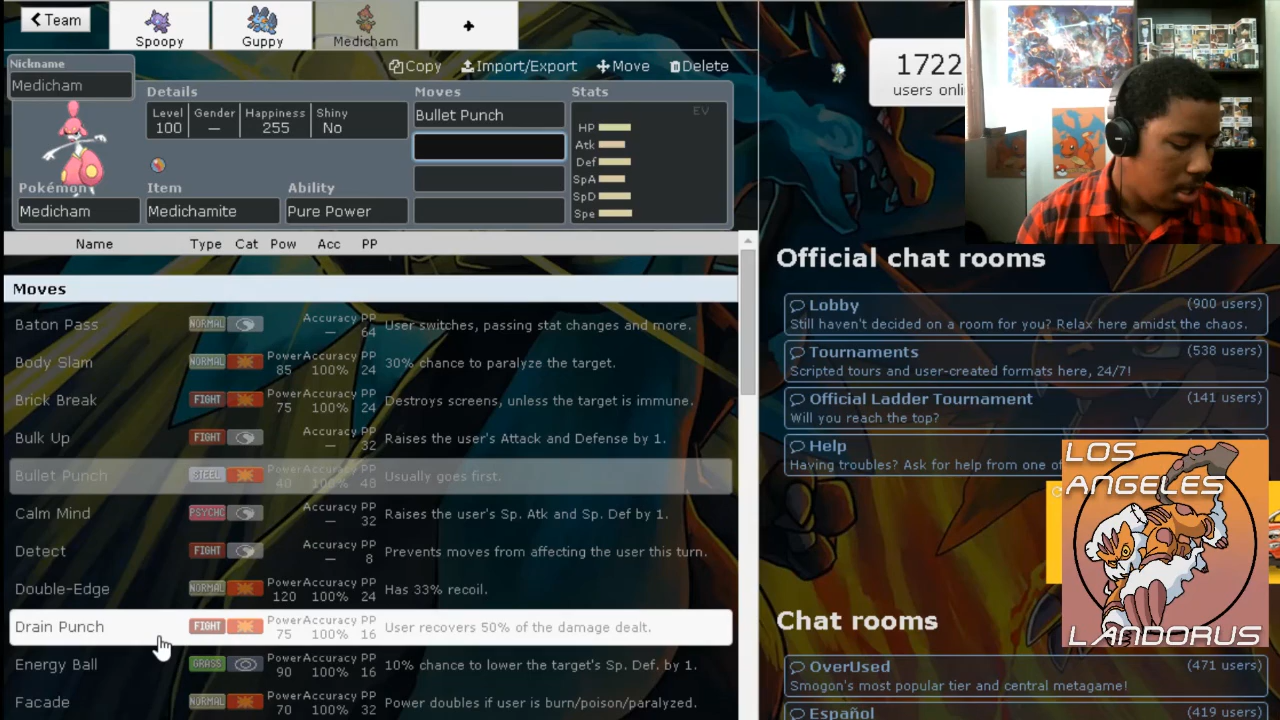 Team
Spoopy
Guppy
Medicham
+
Nickname
Medicham
Copy Import/Export Move Delete
Details
Level
100
Gender
—
Happiness
255
Shiny
No
Pokémon
Medicham
Item
Medichamite
Ability
Pure Power
Moves
Bullet Punch
Stats
EV
HP
Atk
Def
SpA
SpD
Spe
Name Type Cat Pow Acc PP
Moves
Baton Pass NORMAL Accuracy — PP 64 User switches, passing stat changes and more.
Body Slam NORMAL Power 85 Accuracy 100% PP 24 30% chance to paralyze the target.
Brick Break FIGHT Power 75 Accuracy 100% PP 24 Destroys screens, unless the target is immune.
Bulk Up FIGHT Accuracy — PP 32 Raises the user's Attack and Defense by 1.
Bullet Punch STEEL Power 40 Accuracy 100% PP 48 Usually goes first.
Calm Mind PSYCHC Accuracy — PP 32 Raises the user's Sp. Atk and Sp. Def by 1.
Detect FIGHT Accuracy — PP 8 Prevents moves from affecting the user this turn.
Double-Edge NORMAL Power 120 Accuracy 100% PP 24 Has 33% recoil.
Drain Punch FIGHT Power 75 Accuracy 100% PP 16 User recovers 50% of the damage dealt.
Energy Ball GRASS Power 90 Accuracy 100% PP 16 10% chance to lower the target's Sp. Def. by 1.
Facade NORMAL Power 70 Accuracy 100% PP 32 Power doubles if user is burn/poison/paralyzed.
1722
users onli
Official chat rooms
Lobby (900 users)
Still haven't decided on a room for you? Relax here amidst the chaos.
Tournaments (538 users)
Scripted tours and user-created formats here, 24/7!
Official Ladder Tournament (141 users)
Will you reach the top?
Help
Having troubles? Ask for help from one of
LOS
ANGELES
LANDORUS
Chat rooms
OverUsed (471 users)
Smogon's most popular tier and central metagame!
Español (419 users)